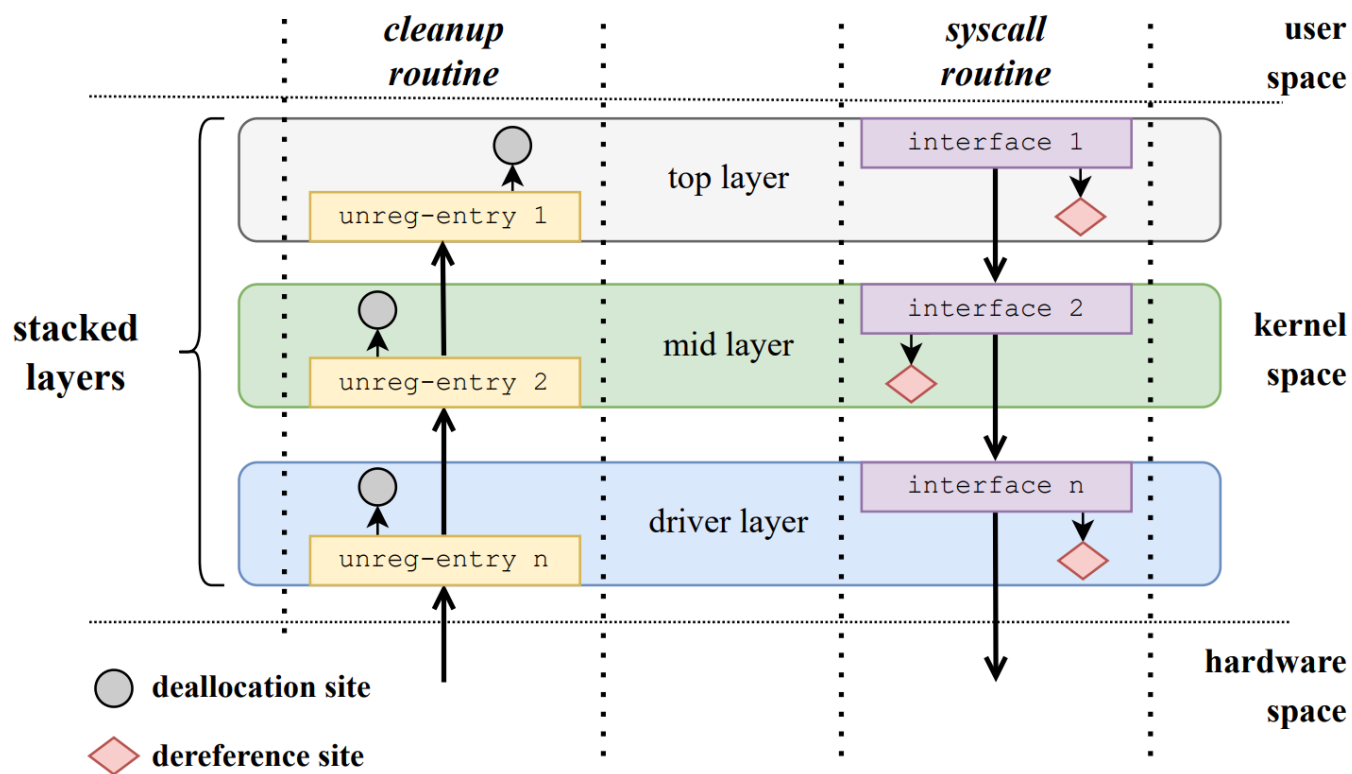 cleanup
routine
syscall
routine
user
space
interface 1
top layer
unreg-entry 1
interface 2
stacked
layers
mid layer
kernel
space
unreg-entry 2
interface n
driver layer
unreg-entry n
hardware
space
deallocation site
dereference site